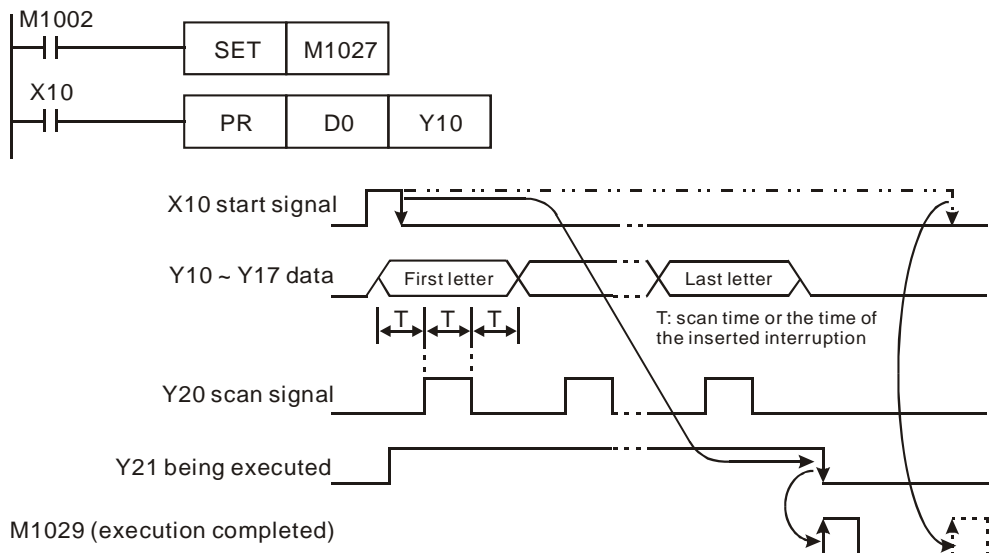 M1002
SET M1027
X10
PR D0 Y10
X10 start signal
Y10 ~ Y17 data
First letter
Last letter
T T T
T: scan time or the time of
the inserted interruption
Y20 scan signal
Y21 being executed
M1029 (execution completed)